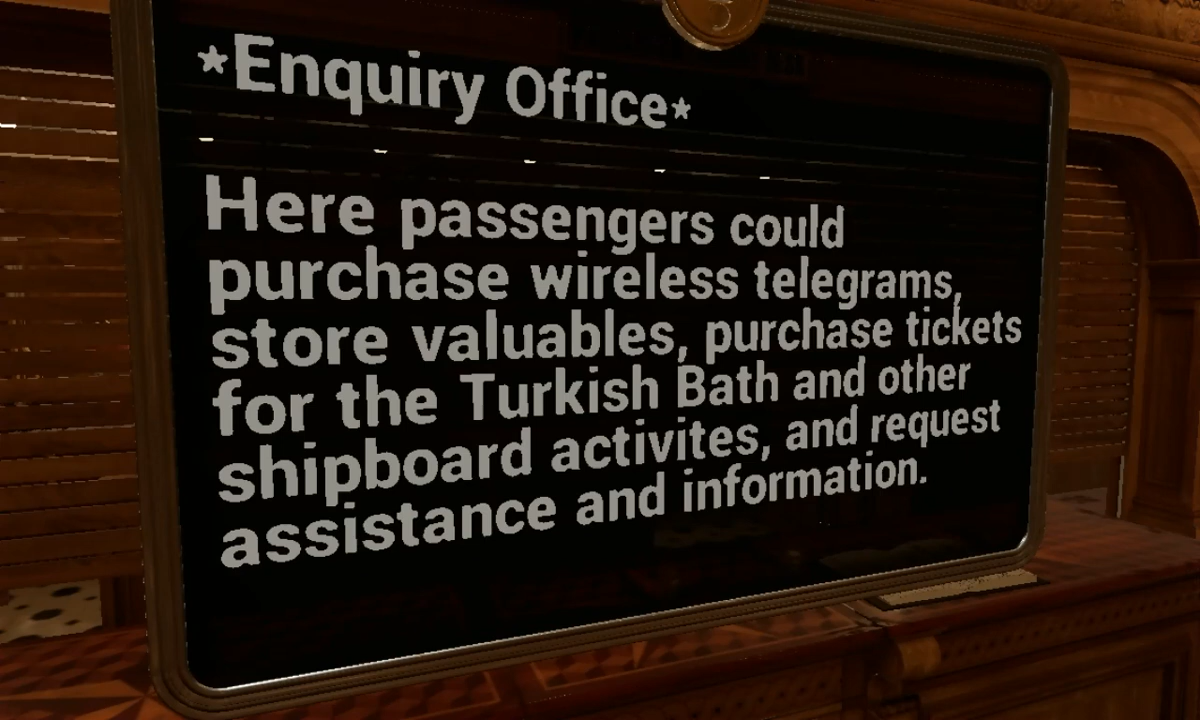 *Enquiry Office*
Here passengers could
purchase wireless telegrams,
store valuables, purchase tickets
for the Turkish Bath and other
shipboard activites, and request
assistance and information.